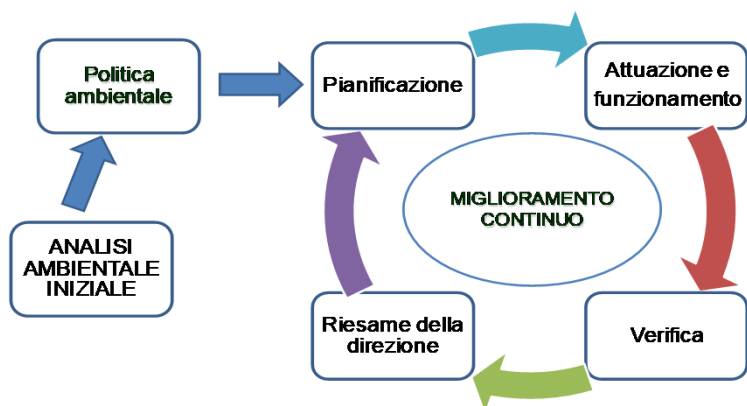 Politica
ambientale
Pianificazione
Attuazione e
funzionamento
MIGLIORAMENTO
CONTINUO
ANALISI
AMBIENTALE
INIZIALE
Riesame della
direzione
Verifica